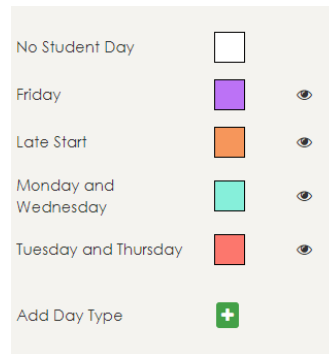 No Student Day
Friday
Late Start
Monday and
Wednesday
Tuesday and Thursday
Add Day Type